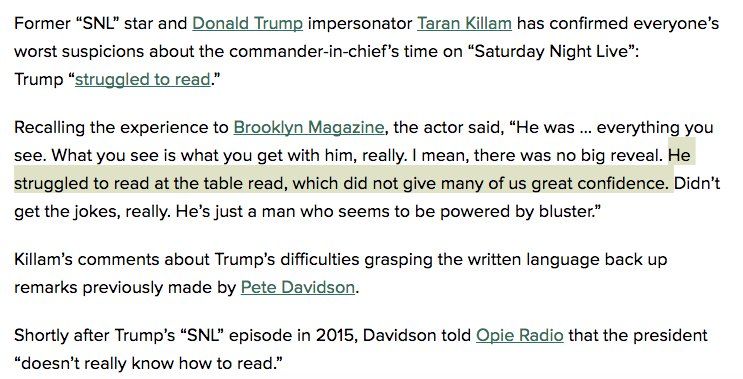 Former “SNL” star and Donald Trump impersonator Taran Killam has confirmed everyone’s
worst suspicions about the commander-in-chief’s time on “Saturday Night Live”:
Trump “struggled to read.”
Recalling the experience to Brooklyn Magazine, the actor said, “He was ... everything you
see. What you see is what you get with him, really. I mean, there was no big reveal. He
struggled to read at the table read, which did not give many of us great confidence. Didn’t
get the jokes, really. He’s just a man who seems to be powered by bluster.”
Killam’s comments about Trump’s difficulties grasping the written language back up
remarks previously made by Pete Davidson.
Shortly after Trump’s “SNL” episode in 2015, Davidson told Opie Radio that the president
“doesn’t really know how to read.”